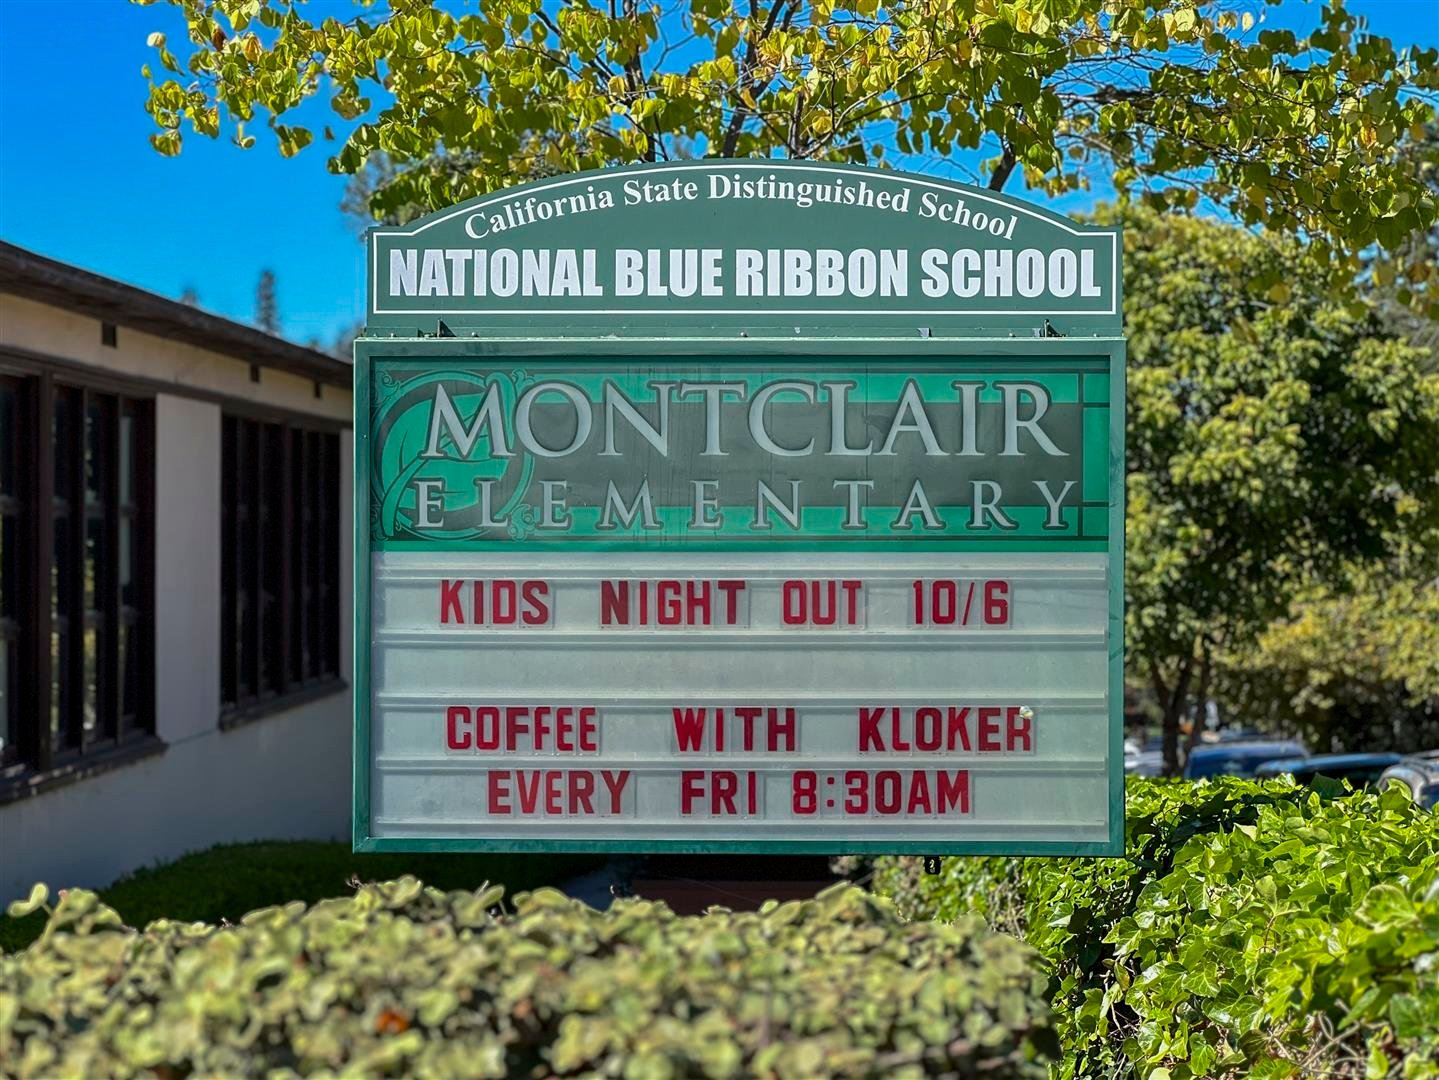 California State Distinguished School
NATIONAL BLUE RIBBON SCHOOL
MONTCLAIR
ELEMENTARY
KIDS NIGHT OUT 10/6
COFFEE WITH KLOKER
EVERY FRI 8:30AM